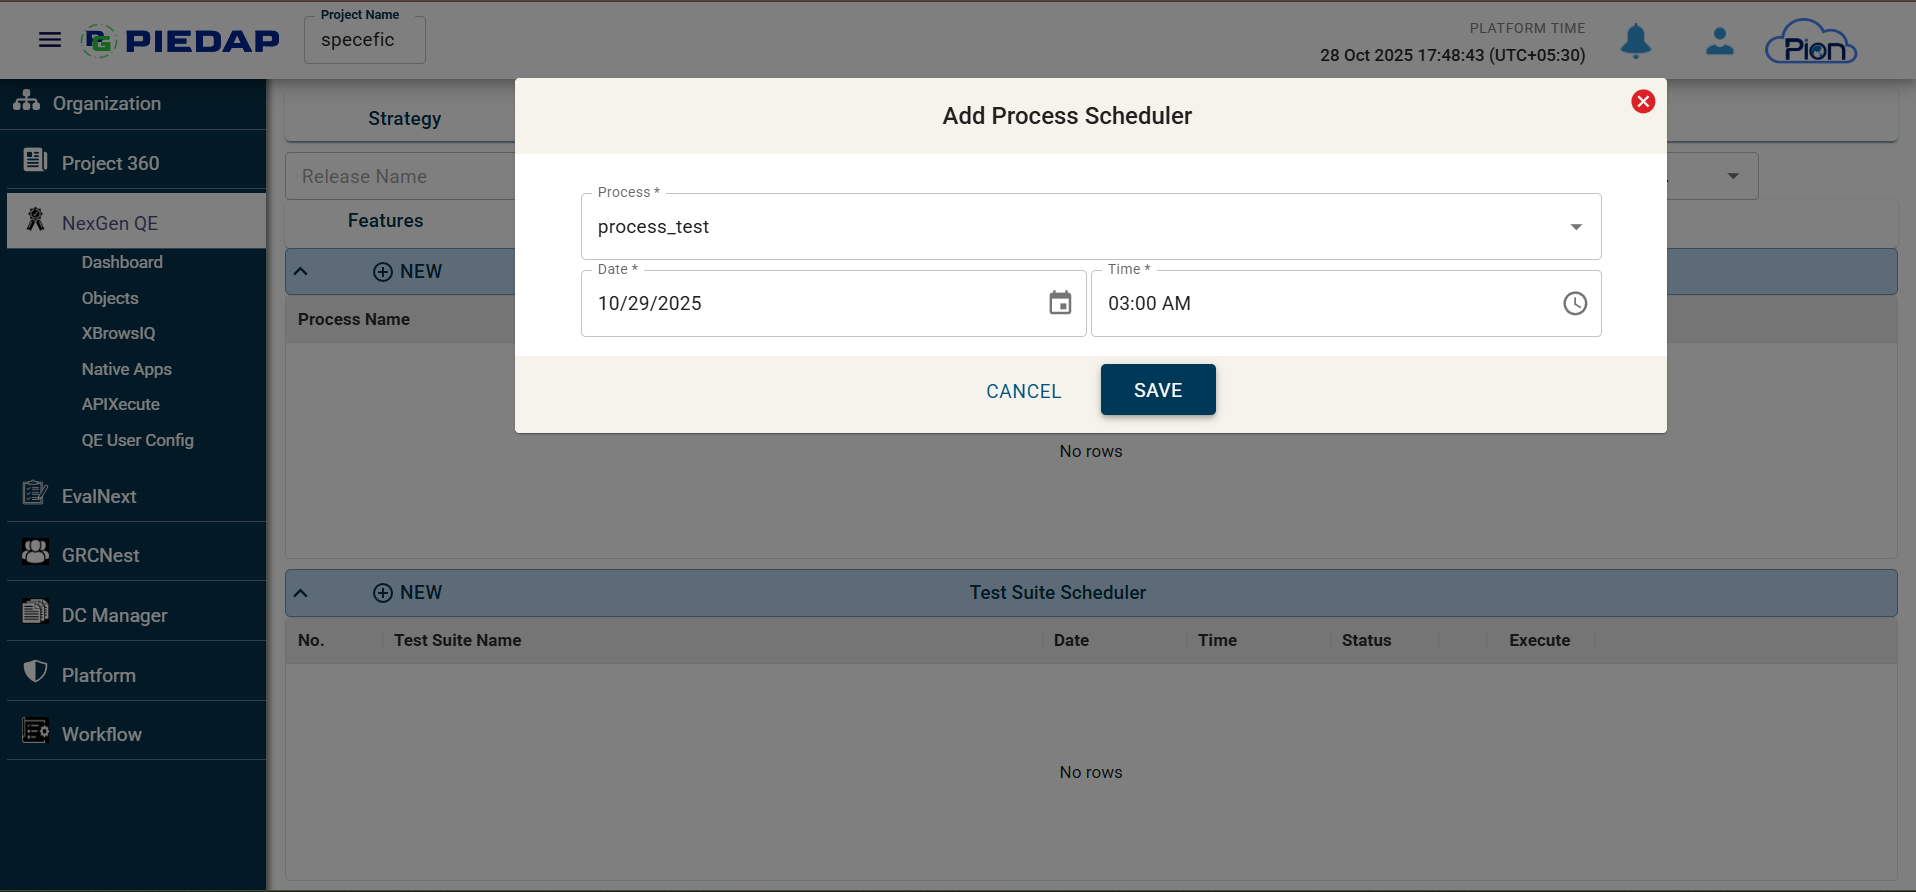 Project Name
PG PIEDAP
specefic
PLATFORM TIME
28 Oct 2025 17:48:43 (UTC+05:30)
Pion
Organization
Project 360
NexGen QE
Dashboard
Objects
XBrowsIQ
Native Apps
APIXecute
QE User Config
EvalNext
GRCNest
DC Manager
Platform
Workflow
Strategy
Release Name
Features
NEW
Process Name
Add Process Scheduler
Process *
process_test
Date *
10/29/2025
Time *
03:00 AM
CANCEL
SAVE
No rows
NEW
Test Suite Scheduler
No.
Test Suite Name
Date
Time
Status
Execute
No rows